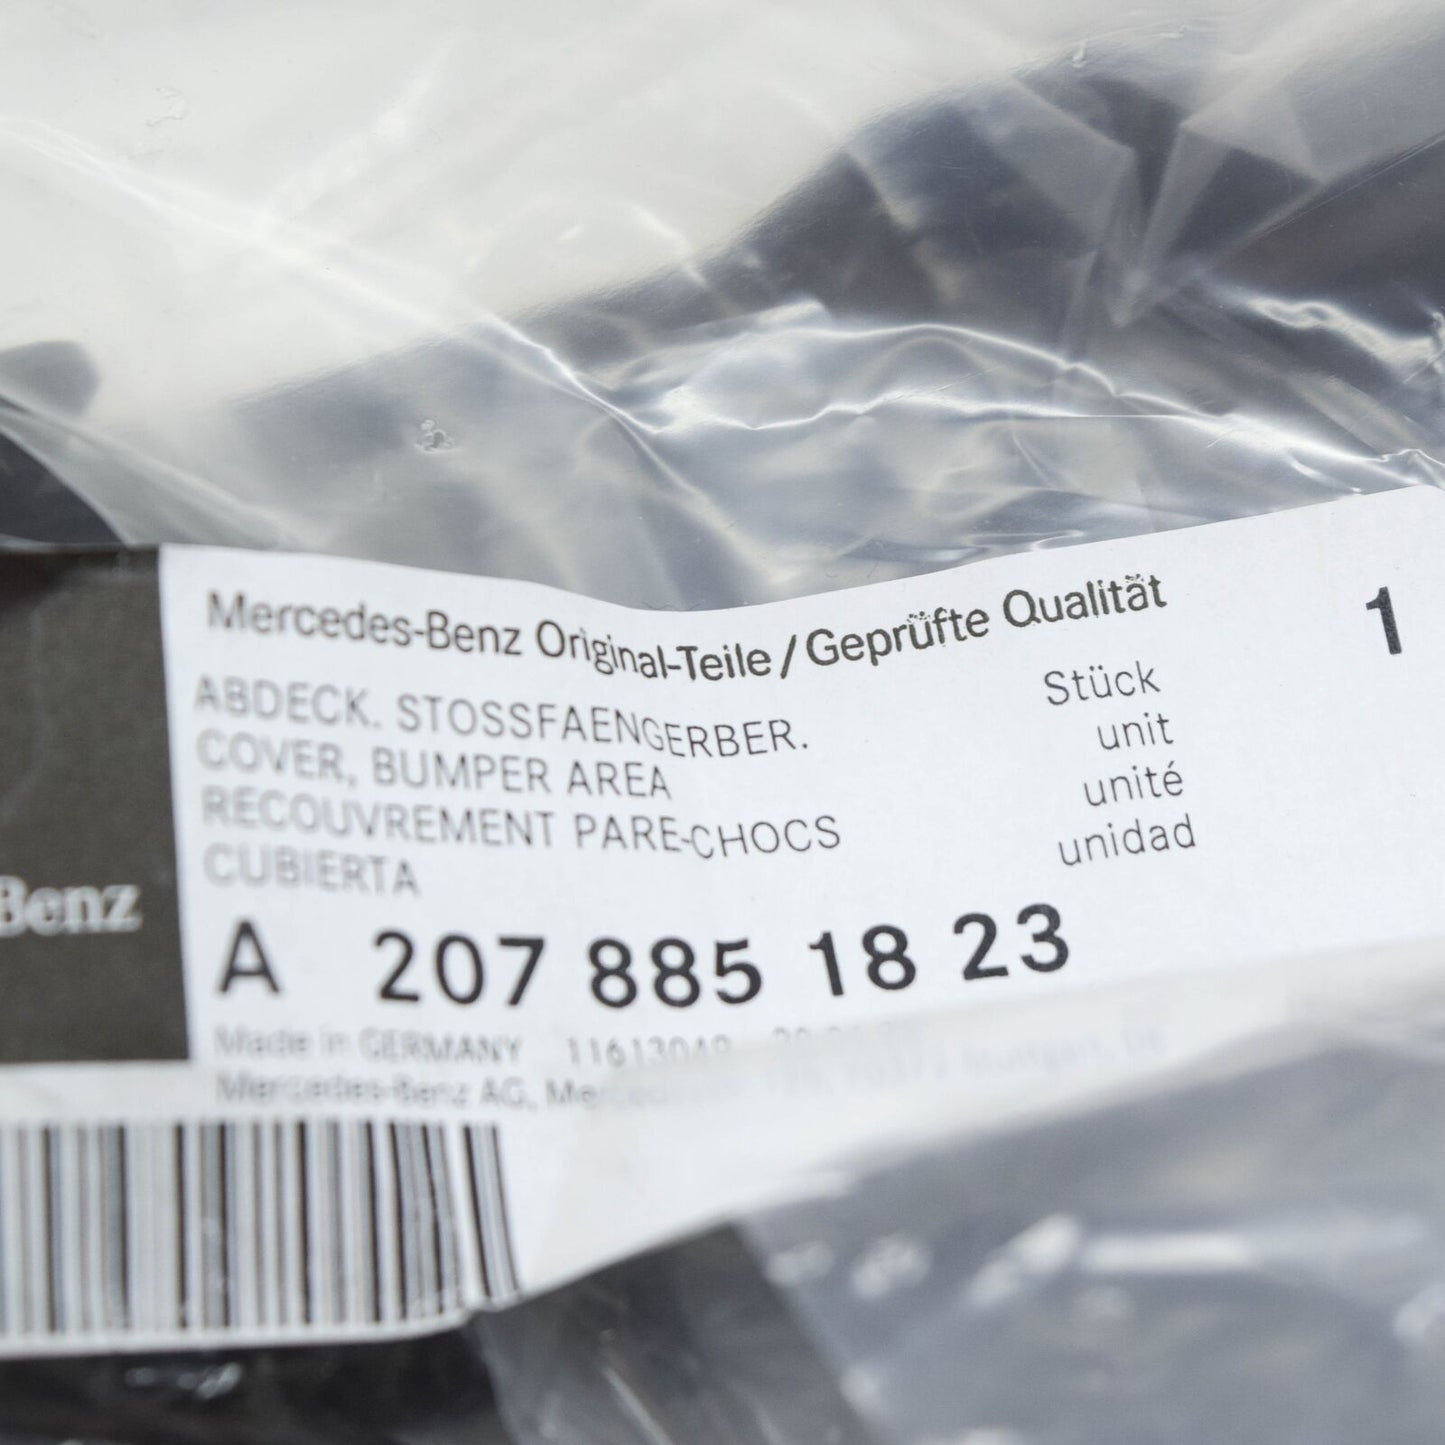 Mercedes-Benz Original-Teile / Geprüfte Qualität
1
ABDECK. STOSSFAENGERBER.
COVER, BUMPER AREA
RECOUVREMENT PARE-CHOCS
CUBIERTA
Stück
unit
unité
unidad
Benz
A 207 885 18 23
Made in GERMANY 11613049
Mercedes-Benz AG,